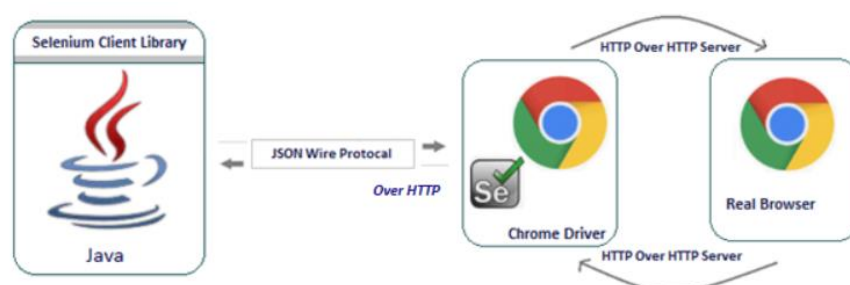 Selenium Client Library
Java
JSON Wire Protocal
Over HTTP
HTTP Over HTTP Server
Se
Chrome Driver
Real Browser
HTTP Over HTTP Server